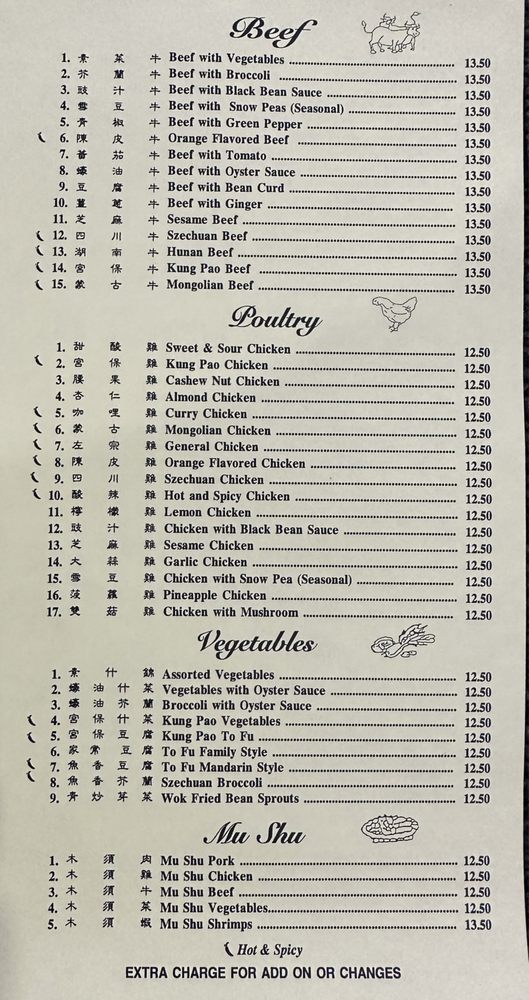 Beef
1. 素 菜 牛 Beef with Vegetables 13.50
2. 芥 蘭 牛 Beef with Broccoli 13.50
3. 豉 汁 牛 Beef with Black Bean Sauce 13.50
4. 雪 豆 牛 Beef with Snow Peas (Seasonal) 13.50
5. 青 椒 牛 Beef with Green Pepper 13.50
6. 陳 皮 牛 Orange Flavored Beef 13.50
7. 蕃 茄 牛 Beef with Tomato 13.50
8. 蠔 油 牛 Beef with Oyster Sauce 13.50
9. 豆 腐 牛 Beef with Bean Curd 13.50
10. 薑 蔥 牛 Beef with Ginger 13.50
11. 芝 麻 牛 Sesame Beef 13.50
12. 四 川 牛 Szechuan Beef 13.50
13. 湖 南 牛 Hunan Beef 13.50
14. 宮 保 牛 Kung Pao Beef 13.50
15. 蒙 古 牛 Mongolian Beef 13.50
Poultry
1. 甜 酸 雞 Sweet & Sour Chicken 12.50
2. 宮 保 雞 Kung Pao Chicken 12.50
3. 腰 果 雞 Cashew Nut Chicken 12.50
4. 杏 仁 雞 Almond Chicken 12.50
5. 咖 哩 雞 Curry Chicken 12.50
6. 蒙 古 雞 Mongolian Chicken 12.50
7. 左 宗 雞 General Chicken 12.50
8. 陳 皮 雞 Orange Flavored Chicken 12.50
9. 四 川 雞 Szechuan Chicken 12.50
10. 酸 辣 雞 Hot and Spicy Chicken 12.50
11. 檸 檬 雞 Lemon Chicken 12.50
12. 豉 汁 雞 Chicken with Black Bean Sauce 12.50
13. 芝 麻 雞 Sesame Chicken 12.50
14. 大 蒜 雞 Garlic Chicken 12.50
15. 雪 豆 雞 Chicken with Snow Pea (Seasonal) 12.50
16. 菠 蘿 雞 Pineapple Chicken 12.50
17. 雙 菇 雞 Chicken with Mushroom 12.50
Vegetables
1. 素 什 錦 Assorted Vegetables 12.50
2. 蠔 油 什 菜 Vegetables with Oyster Sauce 12.50
3. 蠔 油 芥 蘭 Broccoli with Oyster Sauce 12.50
4. 宮 保 什 菜 Kung Pao Vegetables 12.50
5. 宮 保 豆 腐 Kung Pao To Fu 12.50
6. 家 常 豆 腐 To Fu Family Style 12.50
7. 魚 香 豆 腐 To Fu Mandarin Style 12.50
8. 魚 香 芥 蘭 Szechuan Broccoli 12.50
9. 青 炒 芽 菜 Wok Fried Bean Sprouts 12.50
Mu Shu
1. 木 須 肉 Mu Shu Pork 12.50
2. 木 須 雞 Mu Shu Chicken 12.50
3. 木 須 牛 Mu Shu Beef 12.50
4. 木 須 菜 Mu Shu Vegetables 12.50
5. 木 須 蝦 Mu Shu Shrimps 13.50
Hot & Spicy
EXTRA CHARGE FOR ADD ON OR CHANGES